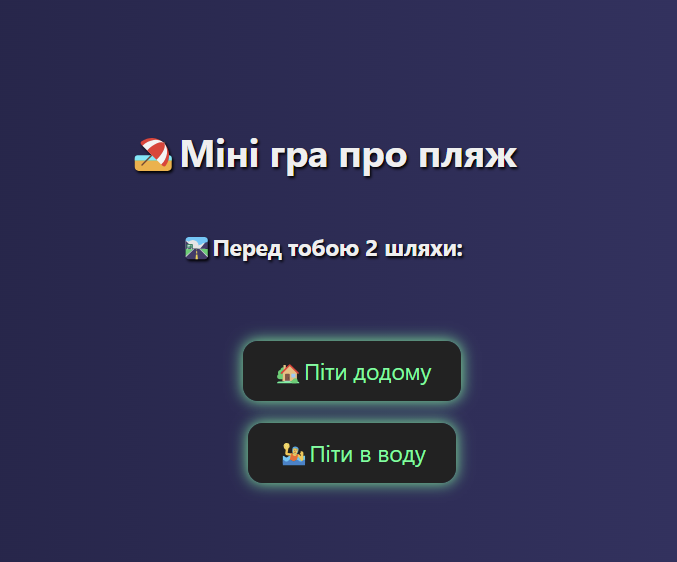 Міні гра про пляж
Перед тобою 2 шляхи:
Піти додому
Піти в воду